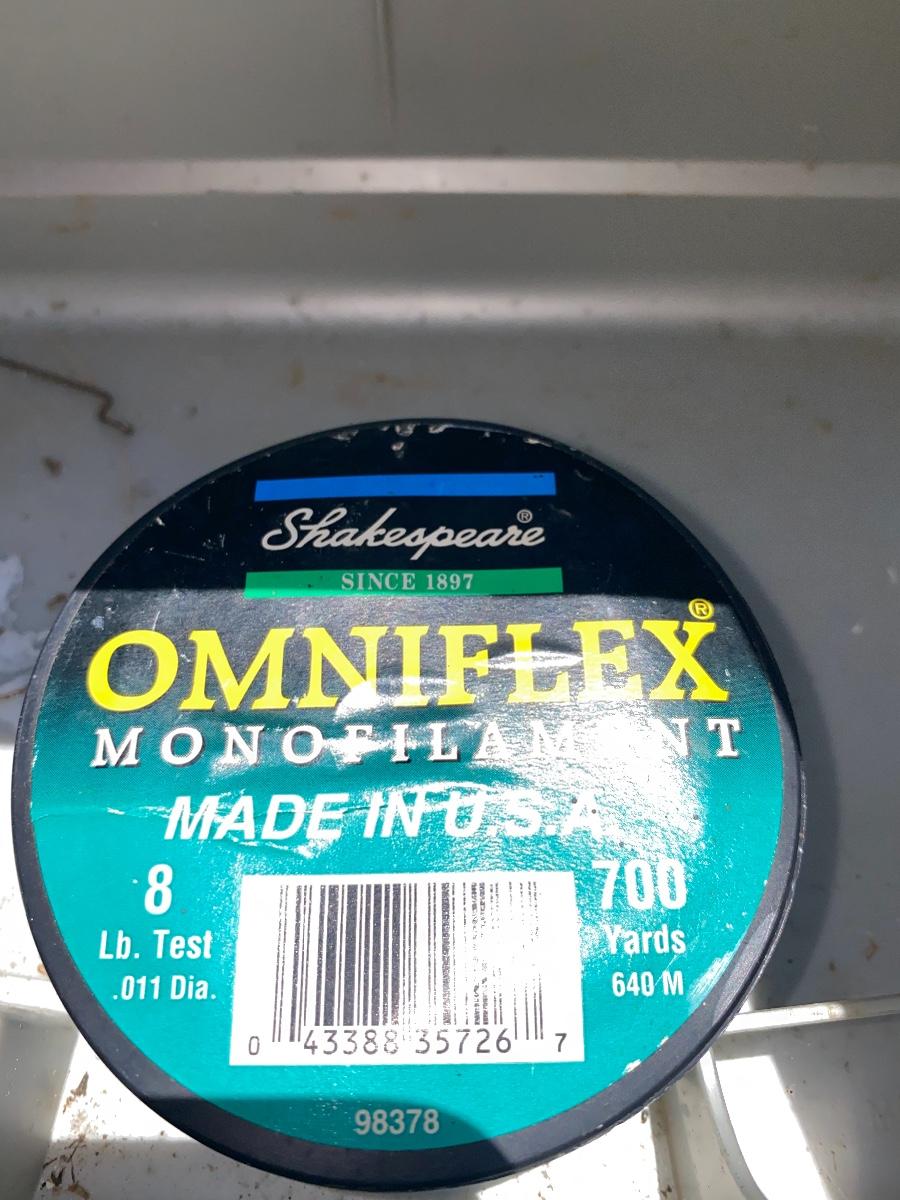 Shakespeare®
SINCE 1897
OMNIFLEX®
MONOFILAMENT
MADE IN U.S.A.
8
Lb. Test
.011 Dia.
700
Yards
640 M
0 43388 35726 7
98378